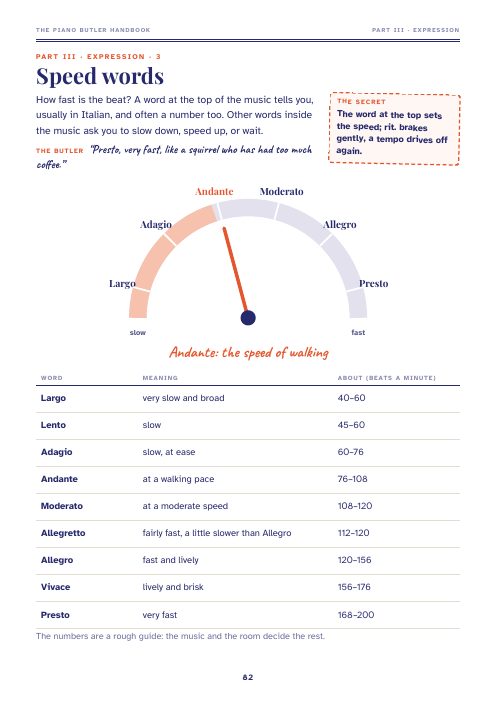 THE PIANO BUTLER HANDBOOK
PART III · EXPRESSION
PART III · EXPRESSION · 3
Speed words
How fast is the beat? A word at the top of the music tells you,
usually in Italian, and often a number too. Other words inside
the music ask you to slow down, speed up, or wait.
THE BUTLER "Presto, very fast, like a squirrel who has had too much
coffee."
THE SECRET
The word at the top sets
the speed; rit. brakes
gently, a tempo drives off
again.
Andante
Moderato
Adagio
Allegro
Largo
Presto
slow
fast
Andante: the speed of walking
WORD MEANING ABOUT (BEATS A MINUTE)
Largo very slow and broad 40–60
Lento slow 45–60
Adagio slow, at ease 60–76
Andante at a walking pace 76–108
Moderato at a moderate speed 108–120
Allegretto fairly fast, a little slower than Allegro 112–120
Allegro fast and lively 120–156
Vivace lively and brisk 156–176
Presto very fast 168–200
The numbers are a rough guide: the music and the room decide the rest.
82